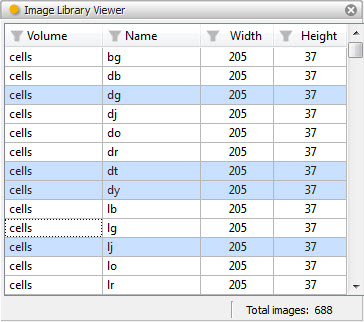 Image Library Viewer
Volume Name Width Height
cells bg 205 37
cells db 205 37
cells dg 205 37
cells dj 205 37
cells do 205 37
cells dr 205 37
cells dt 205 37
cells dy 205 37
cells lb 205 37
cells lg 205 37
cells lj 205 37
cells lo 205 37
cells lr 205 37
Total images: 688